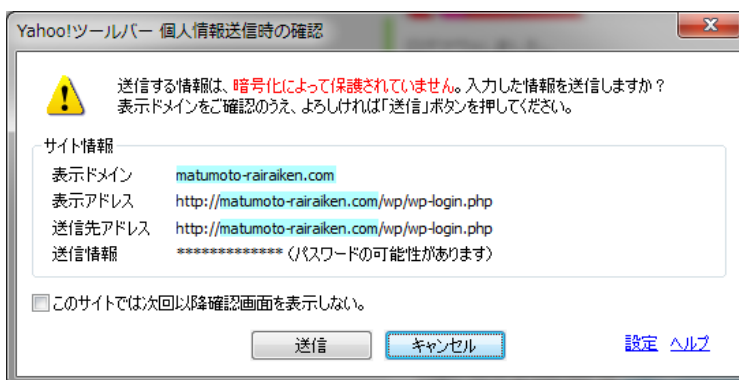 Yahoo!ツールバー 個人情報送信時の確認
送信する情報は、暗号化によって保護されていません。入力した情報を送信しますか？
表示ドメインをご確認のうえ、よろしければ「送信」ボタンを押してください。
サイト情報
表示ドメイン matumoto-rairaiken.com
表示アドレス http://matumoto-rairaiken.com/wp/wp-login.php
送信先アドレス http://matumoto-rairaiken.com/wp/wp-login.php
送信情報 ************* (パスワードの可能性があります)
このサイトでは次回以降確認画面を表示しない。
送信 キャンセル 設定 ヘルプ